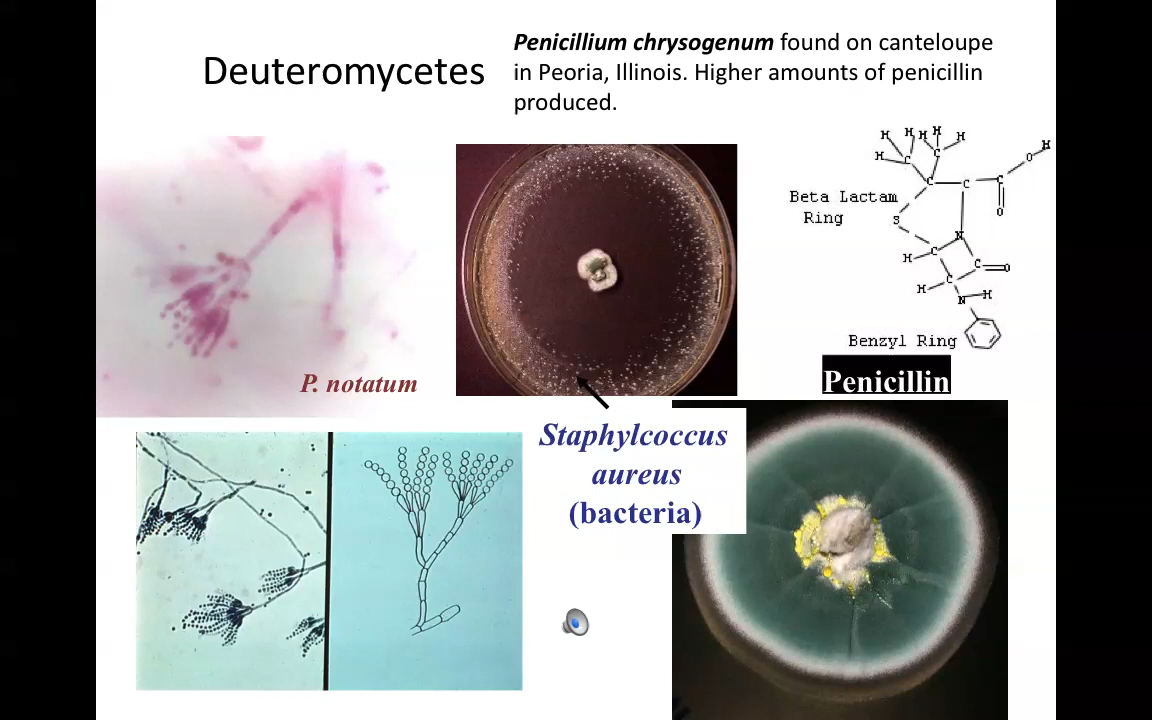 Deuteromycetes
Penicillium chrysogenum found on canteloupe
in Peoria, Illinois. Higher amounts of penicillin
produced.
P. notatum
Staphylcoccus
aureus
(bacteria)
H H H H H
H C C
H
O
C C C
Beta Lactam
Ring
S
O
N
C
H
C
O
C
H
N H
Benzyl Ring
Penicillin